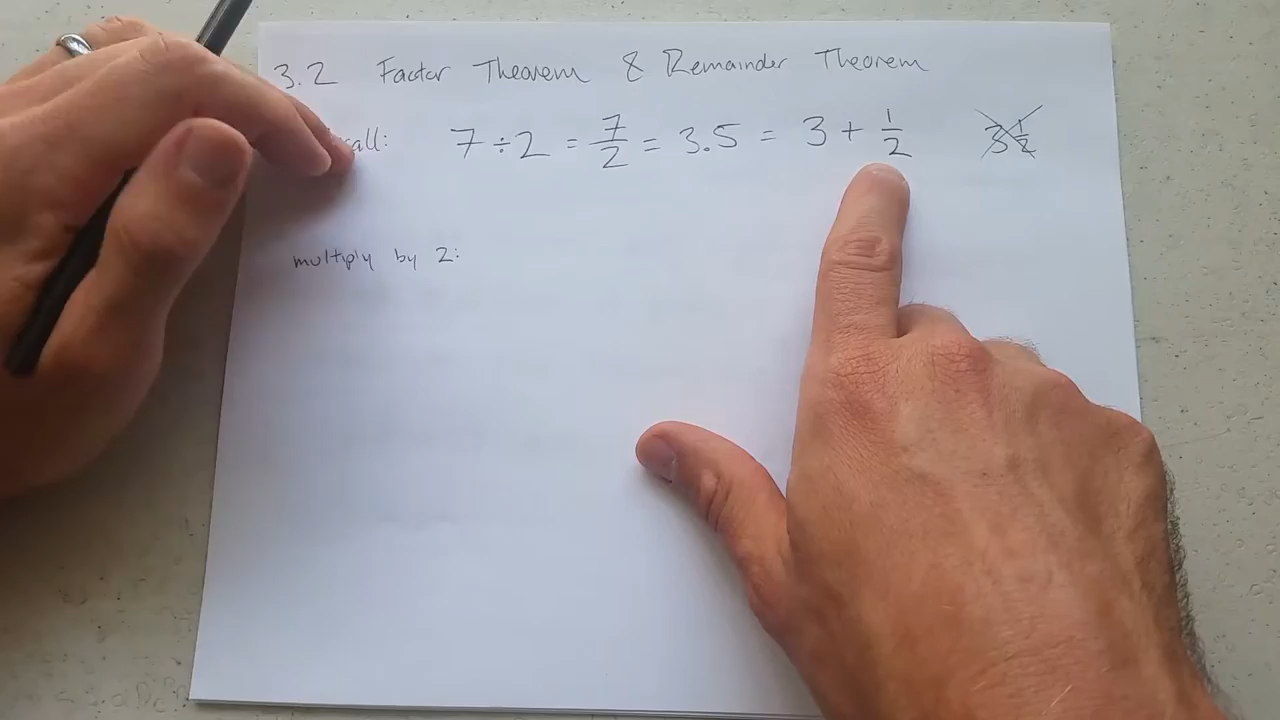 3.2 Factor Theorem & Remainder Theorem
7 ÷ 2 = 7/2 = 3.5 = 3 + 1/2 3 1/2
multiply by 2: